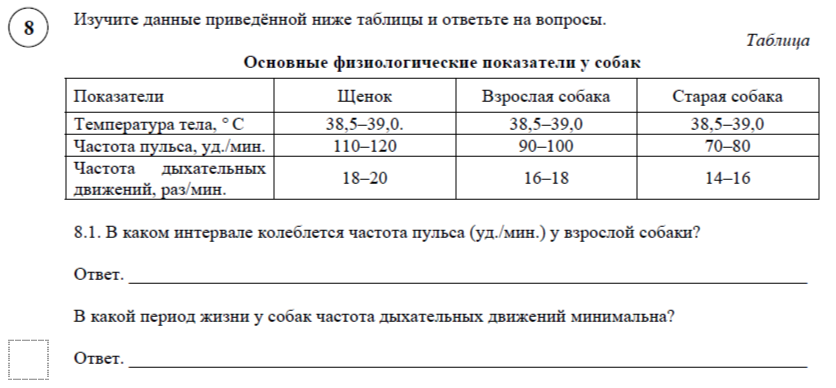 8
Изучите данные приведённой ниже таблицы и ответьте на вопросы.
Таблица
Основные физиологические показатели у собак
Показатели Щенок Взрослая собака Старая собака
Температура тела, ° С 38,5–39,0. 38,5–39,0 38,5–39,0
Частота пульса, уд./мин. 110–120 90–100 70–80
Частота дыхательных
движений, раз/мин. 18–20 16–18 14–16
8.1. В каком интервале колеблется частота пульса (уд./мин.) у взрослой собаки?
Ответ.
В какой период жизни у собак частота дыхательных движений минимальна?
Ответ.